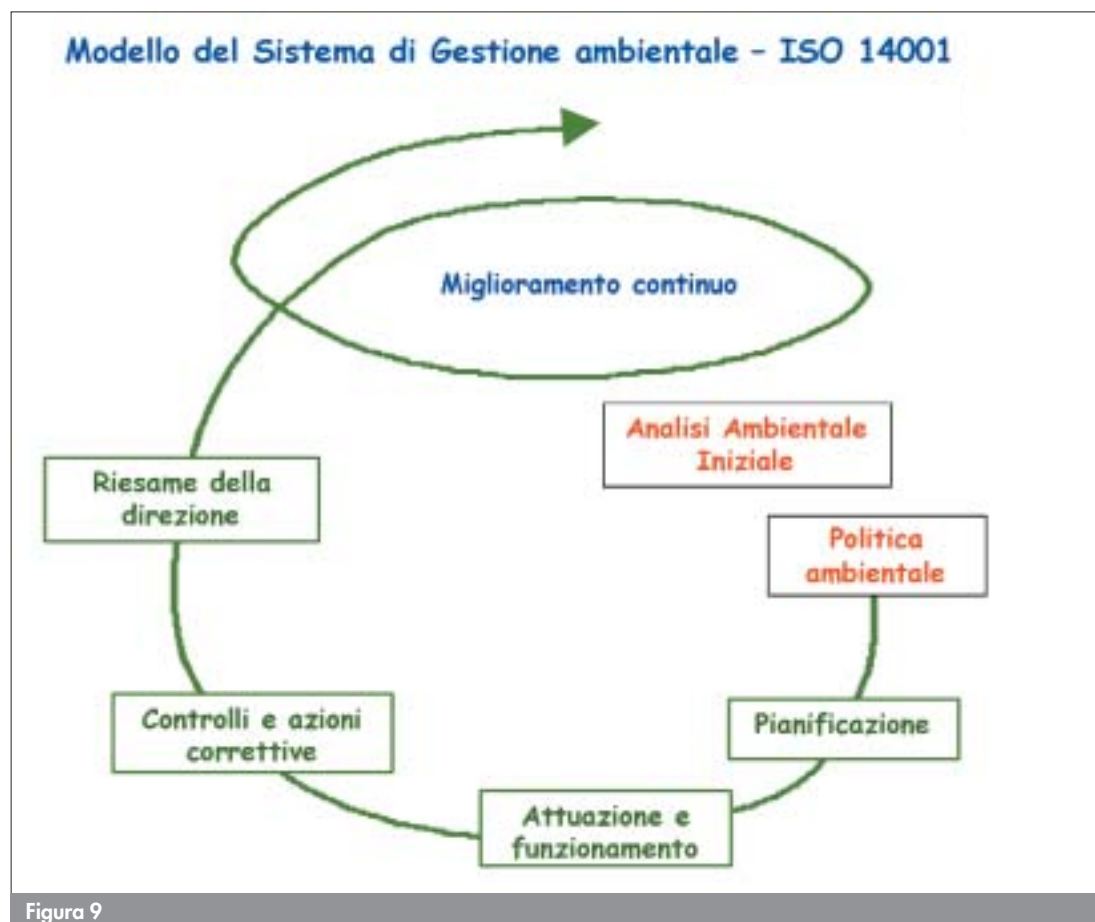 Modello del Sistema di Gestione ambientale – ISO 14001
Miglioramento continuo
Analisi Ambientale
Iniziale
Politica
ambientale
Pianificazione
Attuazione e
funzionamento
Controlli e azioni
correttive
Riesame della
direzione
Figura 9